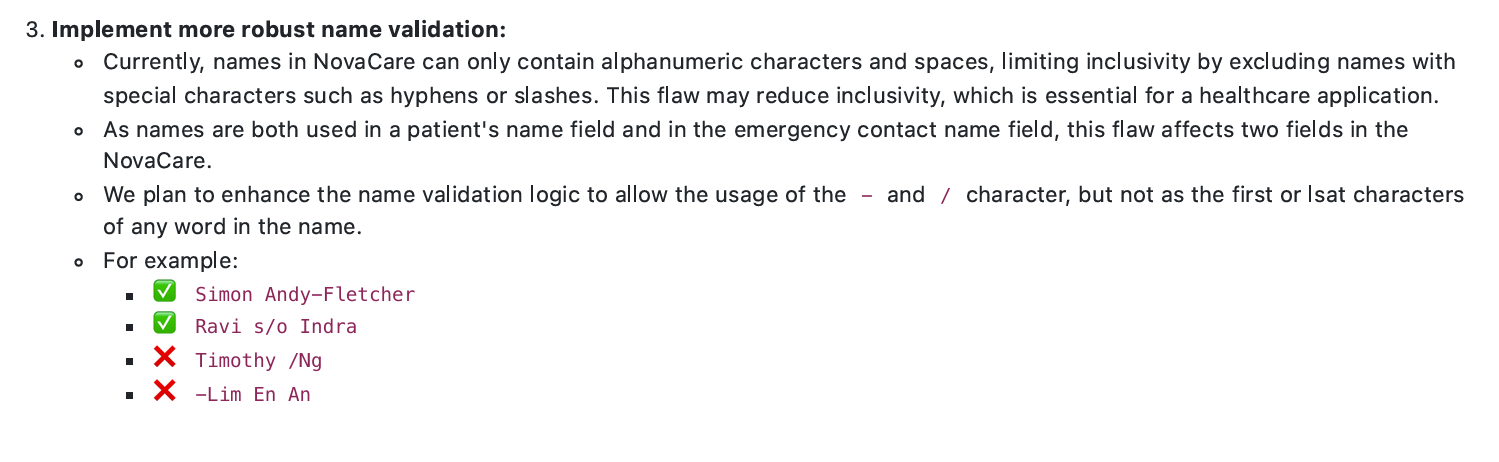 3. Implement more robust name validation:
Currently, names in NovaCare can only contain alphanumeric characters and spaces, limiting inclusivity by excluding names with
special characters such as hyphens or slashes. This flaw may reduce inclusivity, which is essential for a healthcare application.
As names are both used in a patient's name field and in the emergency contact name field, this flaw affects two fields in the
NovaCare.
We plan to enhance the name validation logic to allow the usage of the - and / character, but not as the first or lsat characters
of any word in the name.
For example:
✅ Simon Andy-Fletcher
✅ Ravi s/o Indra
❌ Timothy /Ng
❌ -Lim En An